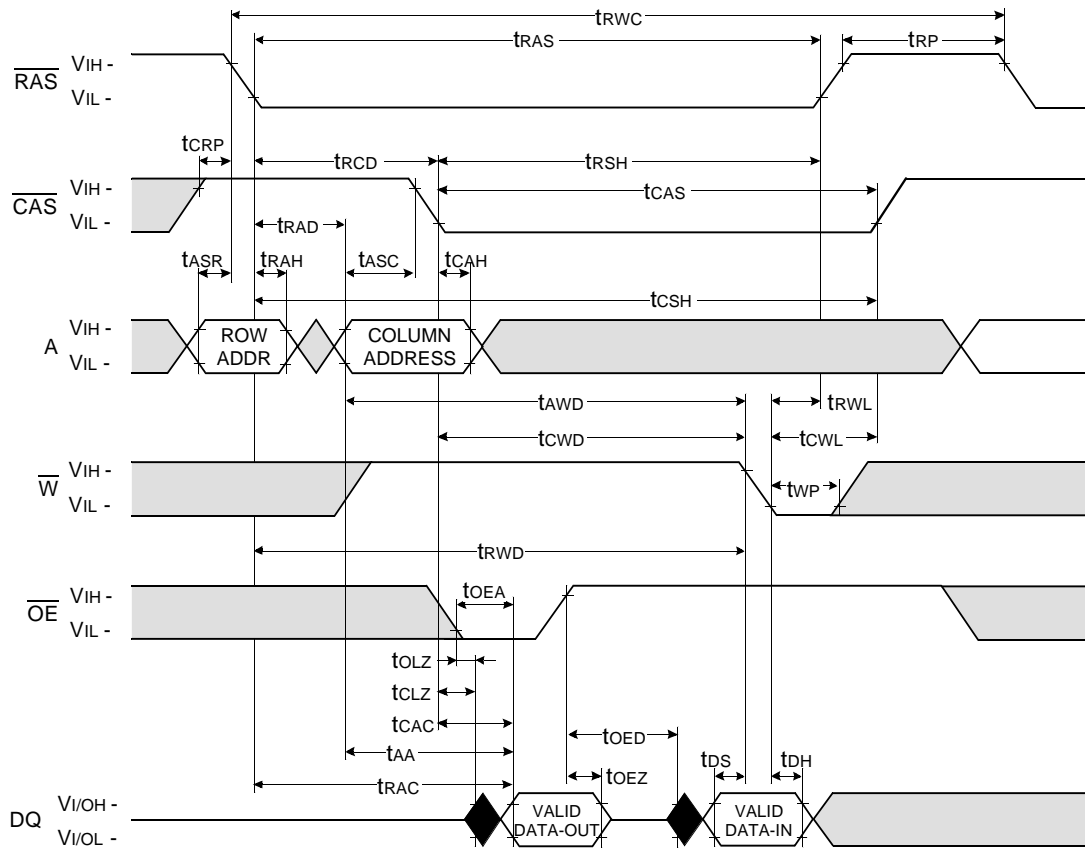 tRWC
tRAS
tRP
RAS
VIH -
VIL -
tCRP
tRCD
tRSH
CAS
VIH -
VIL -
tCAS
tRAD
tASR
tRAH
tASC
tCAH
tCSH
A
VIH -
VIL -
ROW
ADDR
COLUMN
ADDRESS
tAWD
tRWL
tCWD
tCWL
W
VIH -
VIL -
tWP
tRWD
OE
VIH -
VIL -
tOEA
tOLZ
tCLZ
tCAC
tOED
tAA
tDS
tDH
tOEZ
tRAC
DQ
VI/OH -
VI/OL -
VALID
DATA-OUT
VALID
DATA-IN